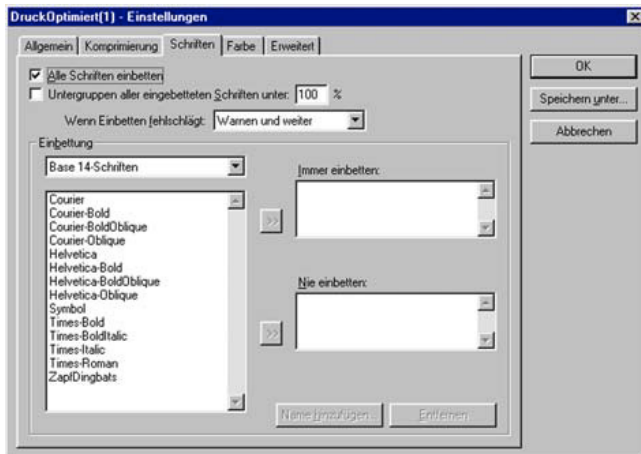 DruckOptimiert(1) - Einstellungen
Allgemein Komprimierung Schriften Farbe Erweitert
Alle Schriften einbetten
Untergruppen aller eingebetteten Schriften unter: 100 %
Wenn Einbetten fehlschlägt: Warnen und weiter
OK
Speichern unter...
Abbrechen
Einbettung
Base 14-Schriften
Courier
Courier-Bold
Courier-BoldOblique
Courier-Oblique
Helvetica
Helvetica-Bold
Helvetica-BoldOblique
Helvetica-Oblique
Symbol
Times-Bold
Times-BoldItalic
Times-Italic
Times-Roman
ZapfDingbats
Immer einbetten:
>>
Nie einbetten:
>>
Name hinzufügen... Entfernen